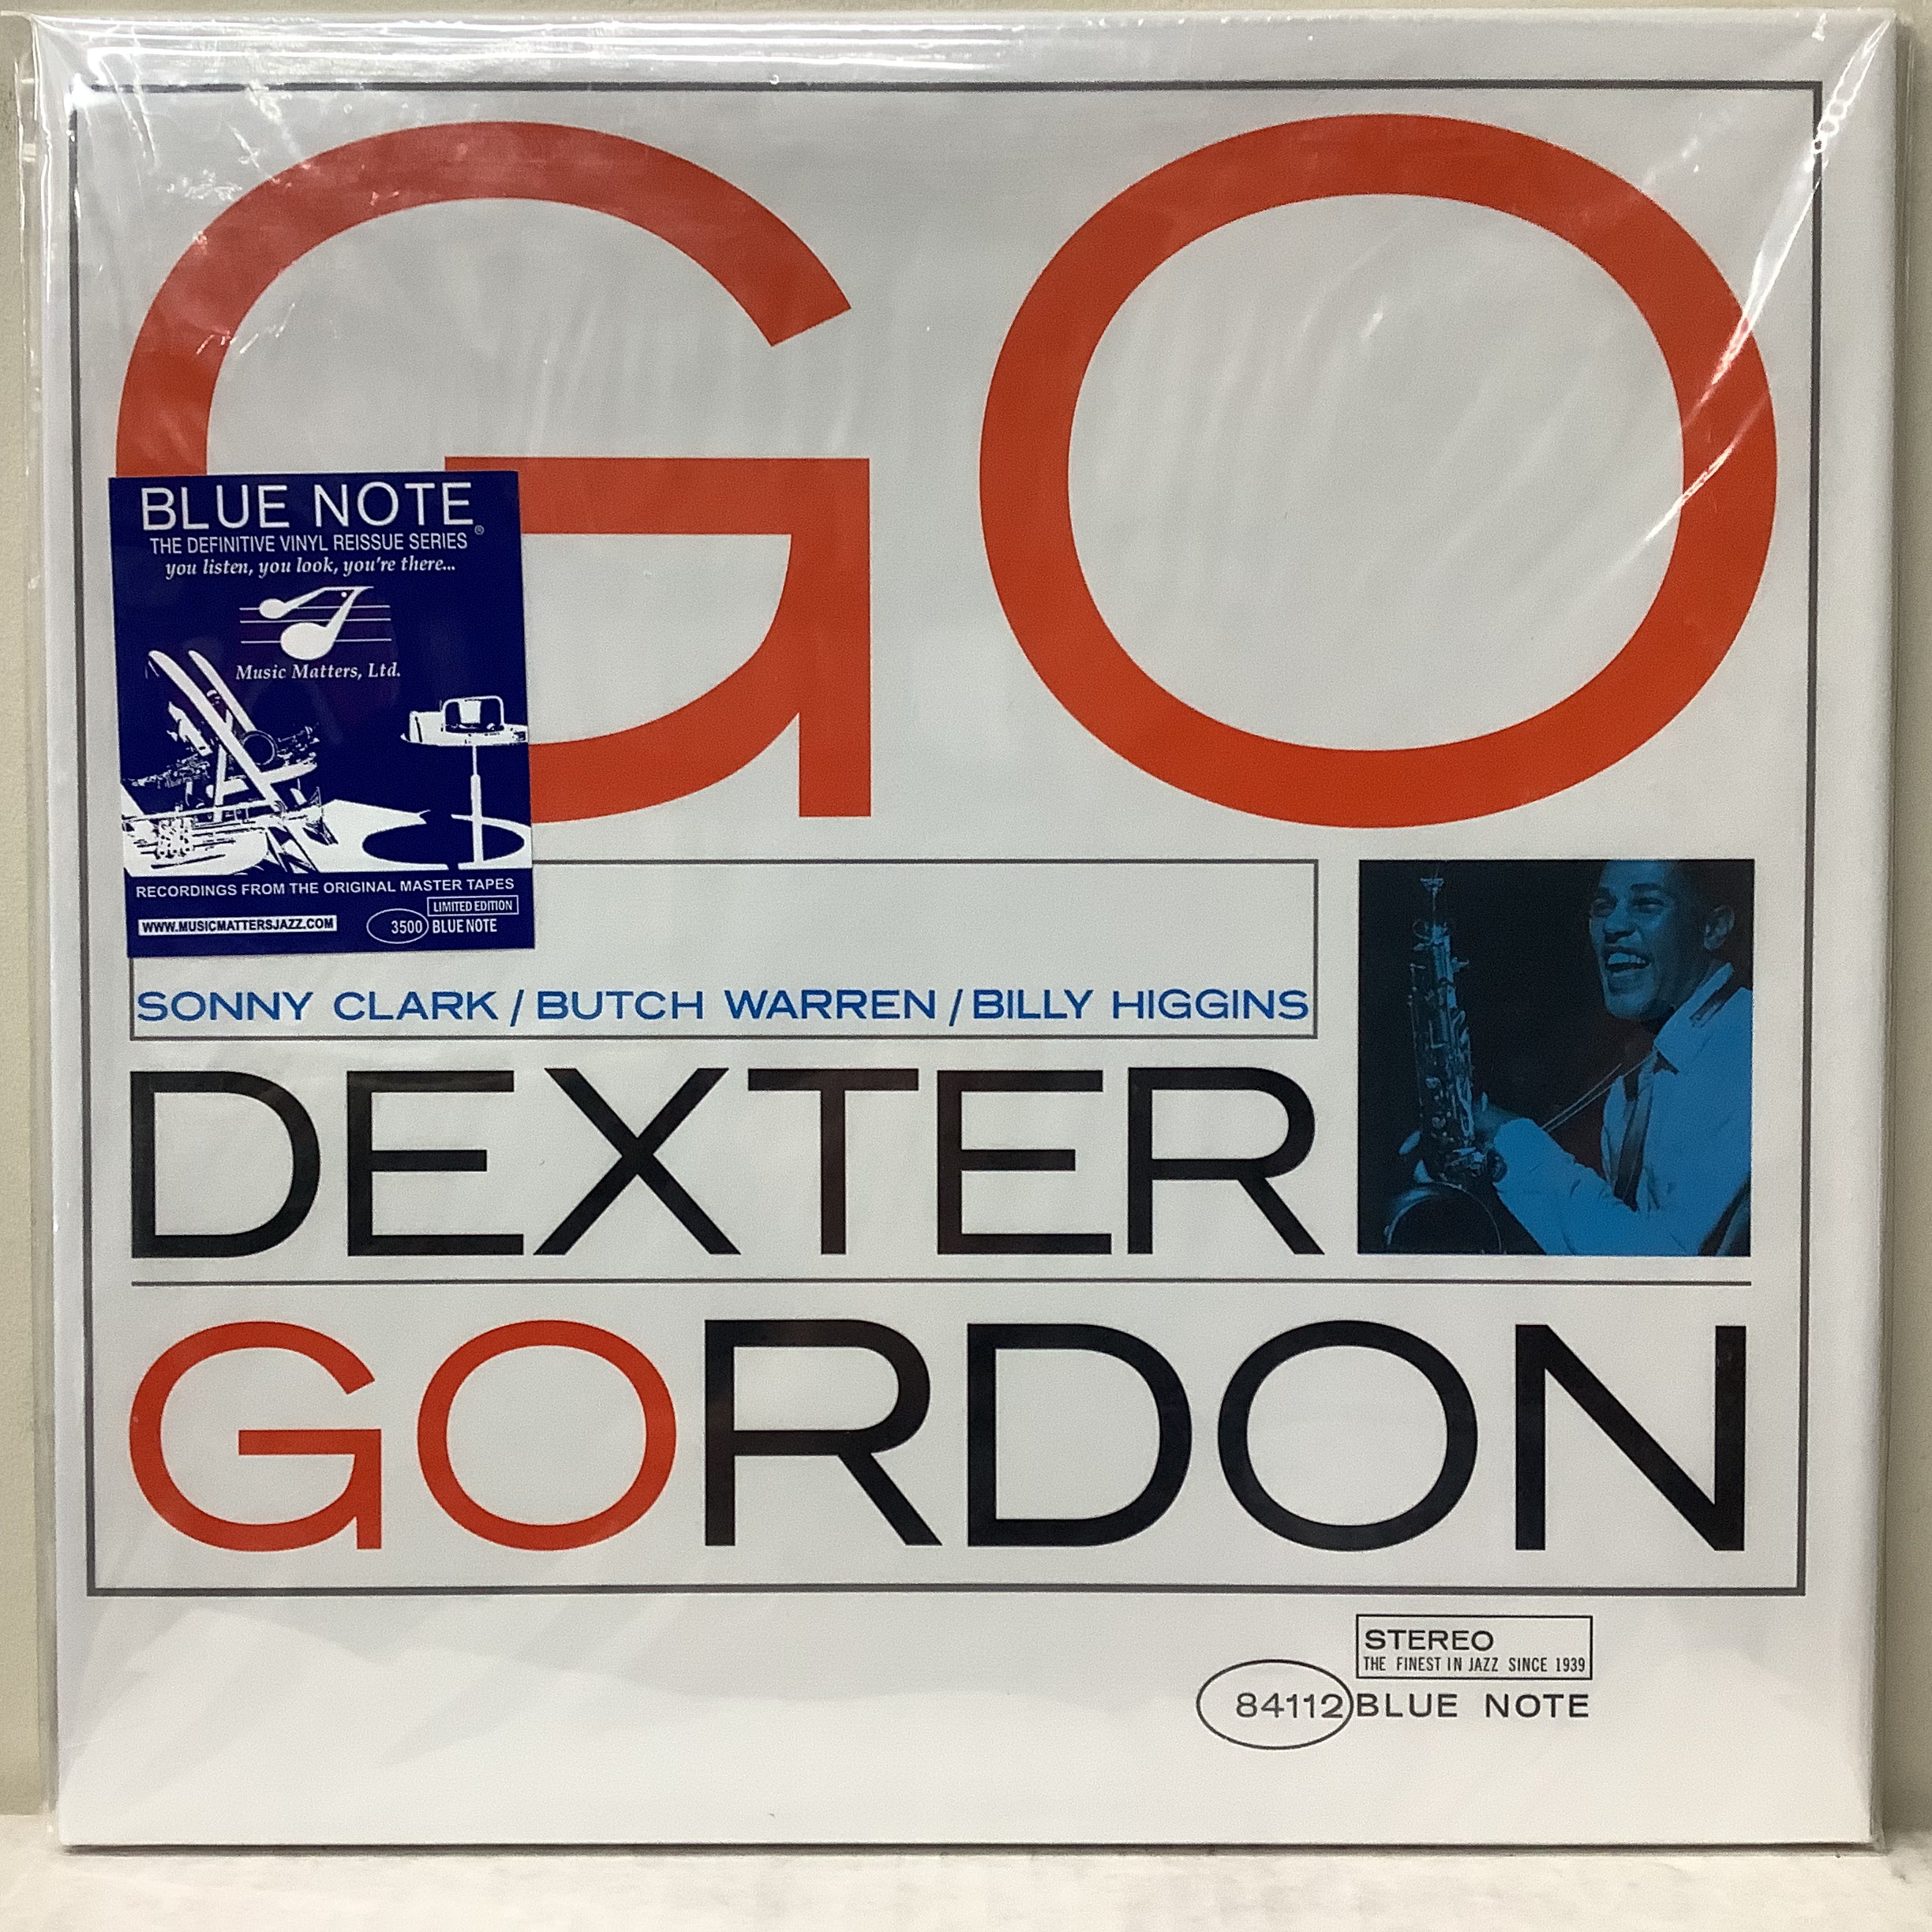 GO
BLUE NOTE®
THE DEFINITIVE VINYL REISSUE SERIES
you listen, you look, you're there...
Music Matters, Ltd.
RECORDINGS FROM THE ORIGINAL MASTER TAPES
LIMITED EDITION
WWW.MUSICMATTERSJAZZ.COM
3500 BLUE NOTE
SONNY CLARK / BUTCH WARREN / BILLY HIGGINS
DEXTER
GORDON
STEREO
THE FINEST IN JAZZ SINCE 1939
84112 BLUE NOTE